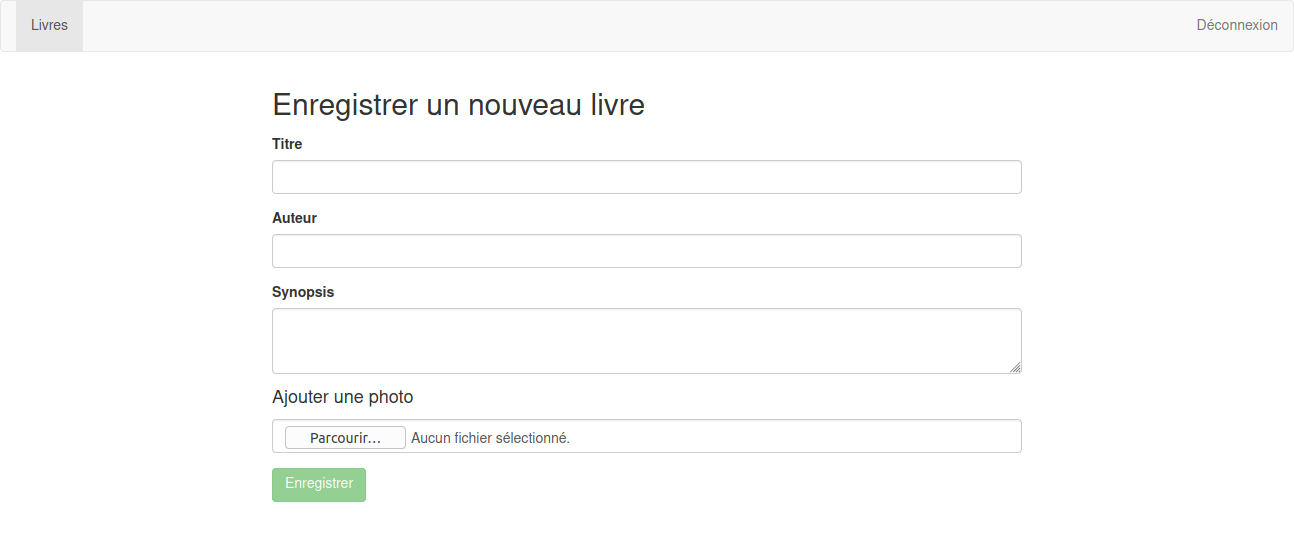 Livres
Déconnexion
Enregistrer un nouveau livre
Titre
Auteur
Synopsis
Ajouter une photo
Parcourir... Aucun fichier sélectionné.
Enregistrer